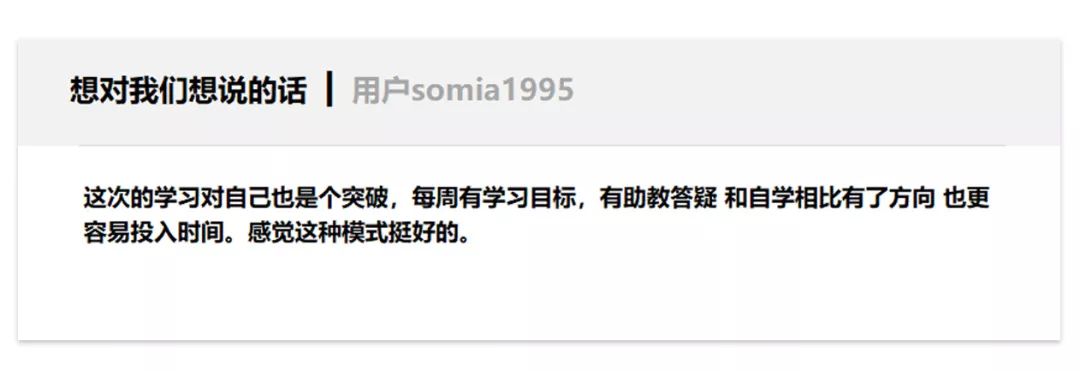 想对我们想说的话 | 用户somia1995
这次的学习对自己也是个突破，每周有学习目标，有助教答疑 和自学相比有了方向 也更
容易投入时间。感觉这种模式挺好的。